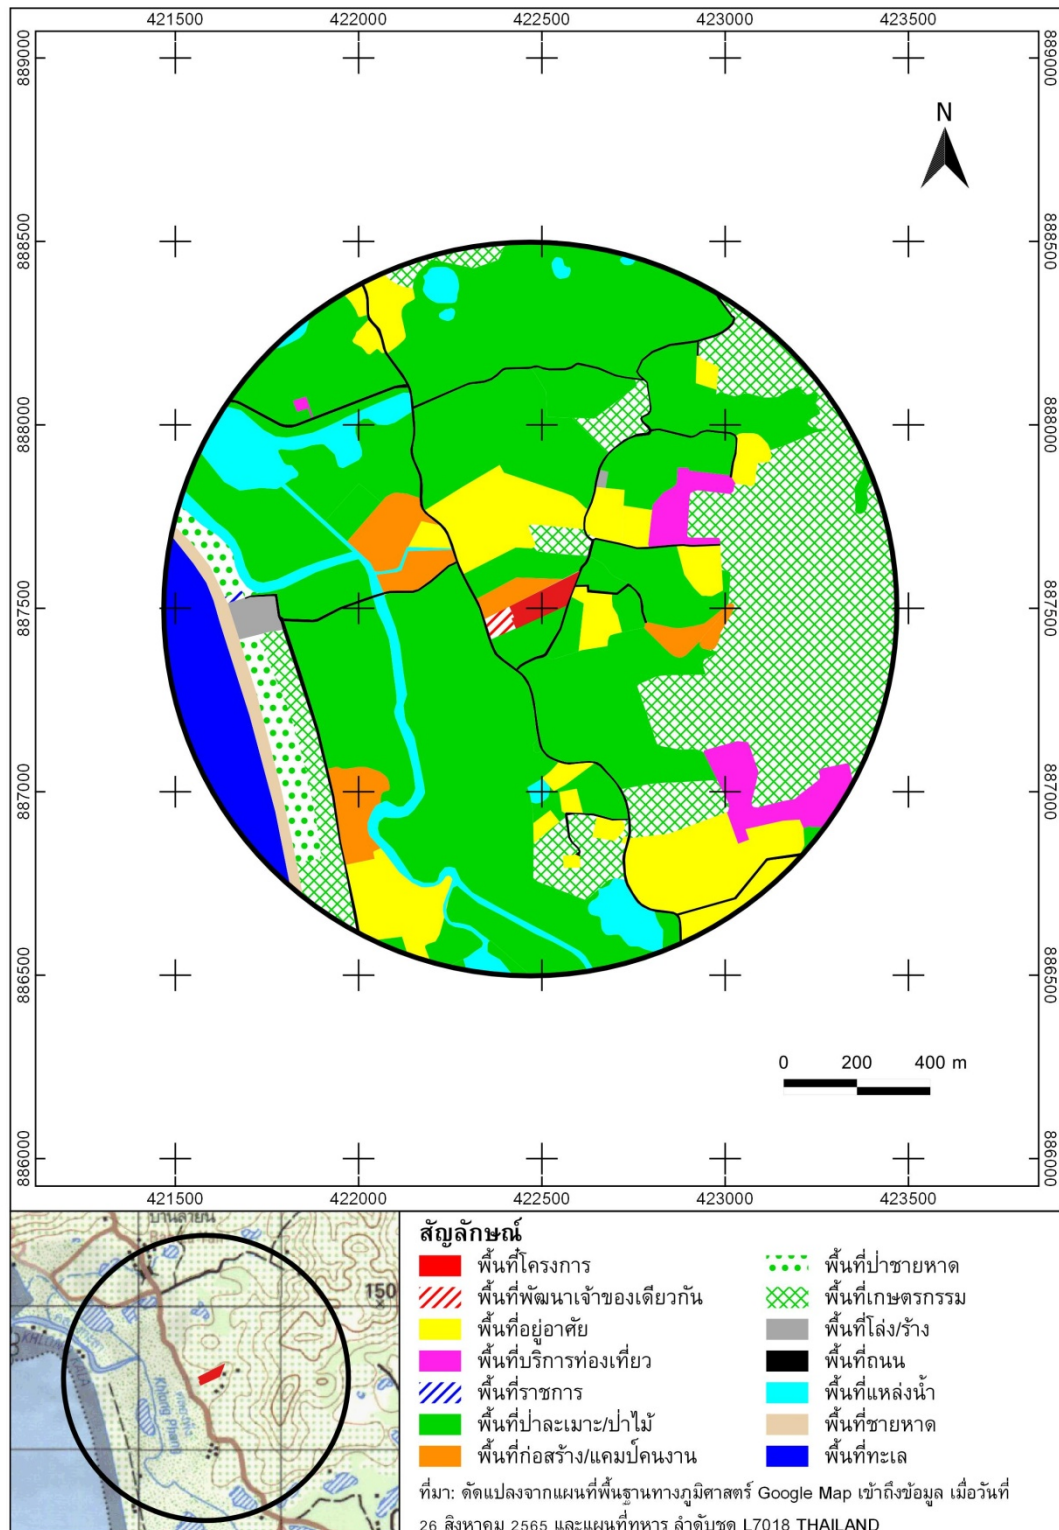 421500 422000 422500 423000 423500
889000 889000
N
888500 888500
888000 888000
887500 887500
887000 887000
886500 886500
0 200 400 m
886000 886000
421500 422000 422500 423000 423500
150
สัญลักษณ์
พื้นที่โครงการ
พื้นที่พัฒนาเจ้าของเดียวกัน
พื้นที่อยู่อาศัย
พื้นที่บริการท่องเที่ยว
พื้นที่ราชการ
พื้นที่ป่าละเมาะ/ป่าไม้
พื้นที่ก่อสร้าง/แคมป์คนงาน
พื้นที่ป่าชายหาด
พื้นที่เกษตรกรรม
พื้นที่โล่ง/ร้าง
พื้นที่ถนน
พื้นที่แหล่งน้ำ
พื้นที่ชายหาด
พื้นที่ทะเล
ที่มา: ดัดแปลงจากแผนที่พื้นฐานทางภูมิศาสตร์ Google Map เข้าถึงข้อมูล เมื่อวันที่
26 สิงหาคม 2565 และแผนที่ทหาร ลำดับชุด L7018 THAILAND